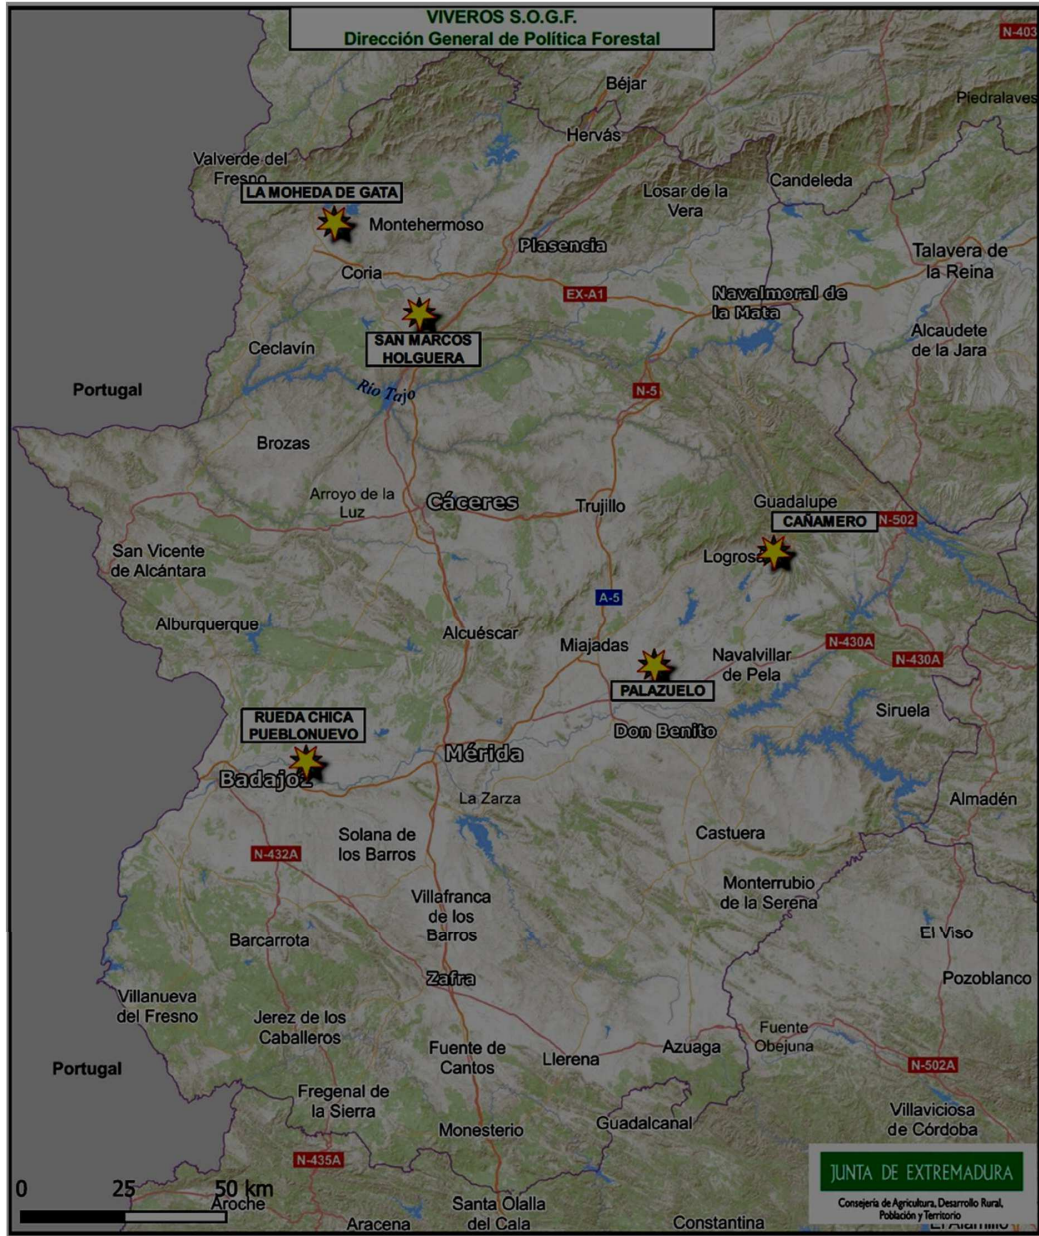 VIVEROS S.O.G.F.
Dirección General de Política Forestal
N-403
Béjar
Piedralaves
Hervás
Valverde del
Fresno
Candeleda
LA MOHEDA DE GATA
Losar de la
Vera
Montehermoso
Plasencia
Talavera de
la Reina
Coria
EX-A1
Navalmoral de
la Mata
SAN MARCOS
HOLGUERA
Ceclavín
Alcaudete
de la Jara
Portugal
Río Tajo
N-5
Brozas
Arroyo de la
Luz
Cáceres
Trujillo
Guadalupe
CAÑAMERO
N-502
San Vicente
de Alcántara
Logrosa
A-5
Alburquerque
Alcuéscar
Miajadas
N-430A
Navalvillar
de Pela
N-430A
PALAZUELO
Siruela
RUEDA CHICA
PUEBLONUEVO
Don Benito
Mérida
Badajoz
La Zarza
Almadén
Solana de
los Barros
Castuera
N-432A
Monterrubio
de la Serena
Villafranca
de los
Barros
El Viso
Barcarrota
Zafra
Pozoblanco
Villanueva
del Fresno
Jerez de los
Caballeros
Fuente
Obejuna
Fuente de
Cantos
Llerena
Azuaga
Portugal
N-502A
Fregenal de
la Sierra
Villaviciosa
de Córdoba
Monesterio
Guadalcanal
N-435A
JUNTA DE EXTREMADURA
Consejería de Agricultura, Desarrollo Rural,
Población y Territorio
0 25 50 km
Aroche
Santa Olalla
del Cala
Aracena
Constantina
El Alamillo